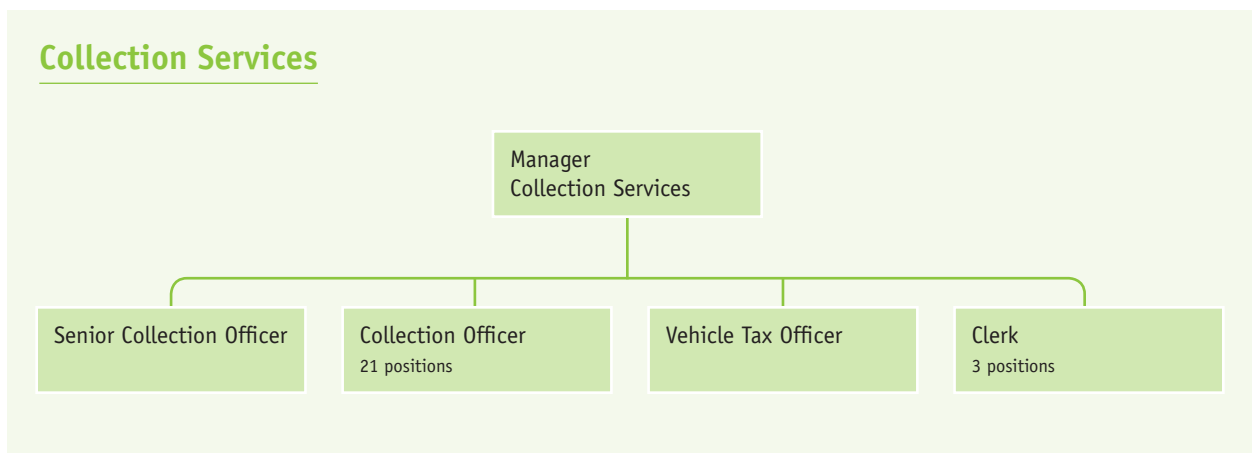 Collection Services
Manager
Collection Services
Senior Collection Officer
Collection Officer
21 positions
Vehicle Tax Officer
Clerk
3 positions